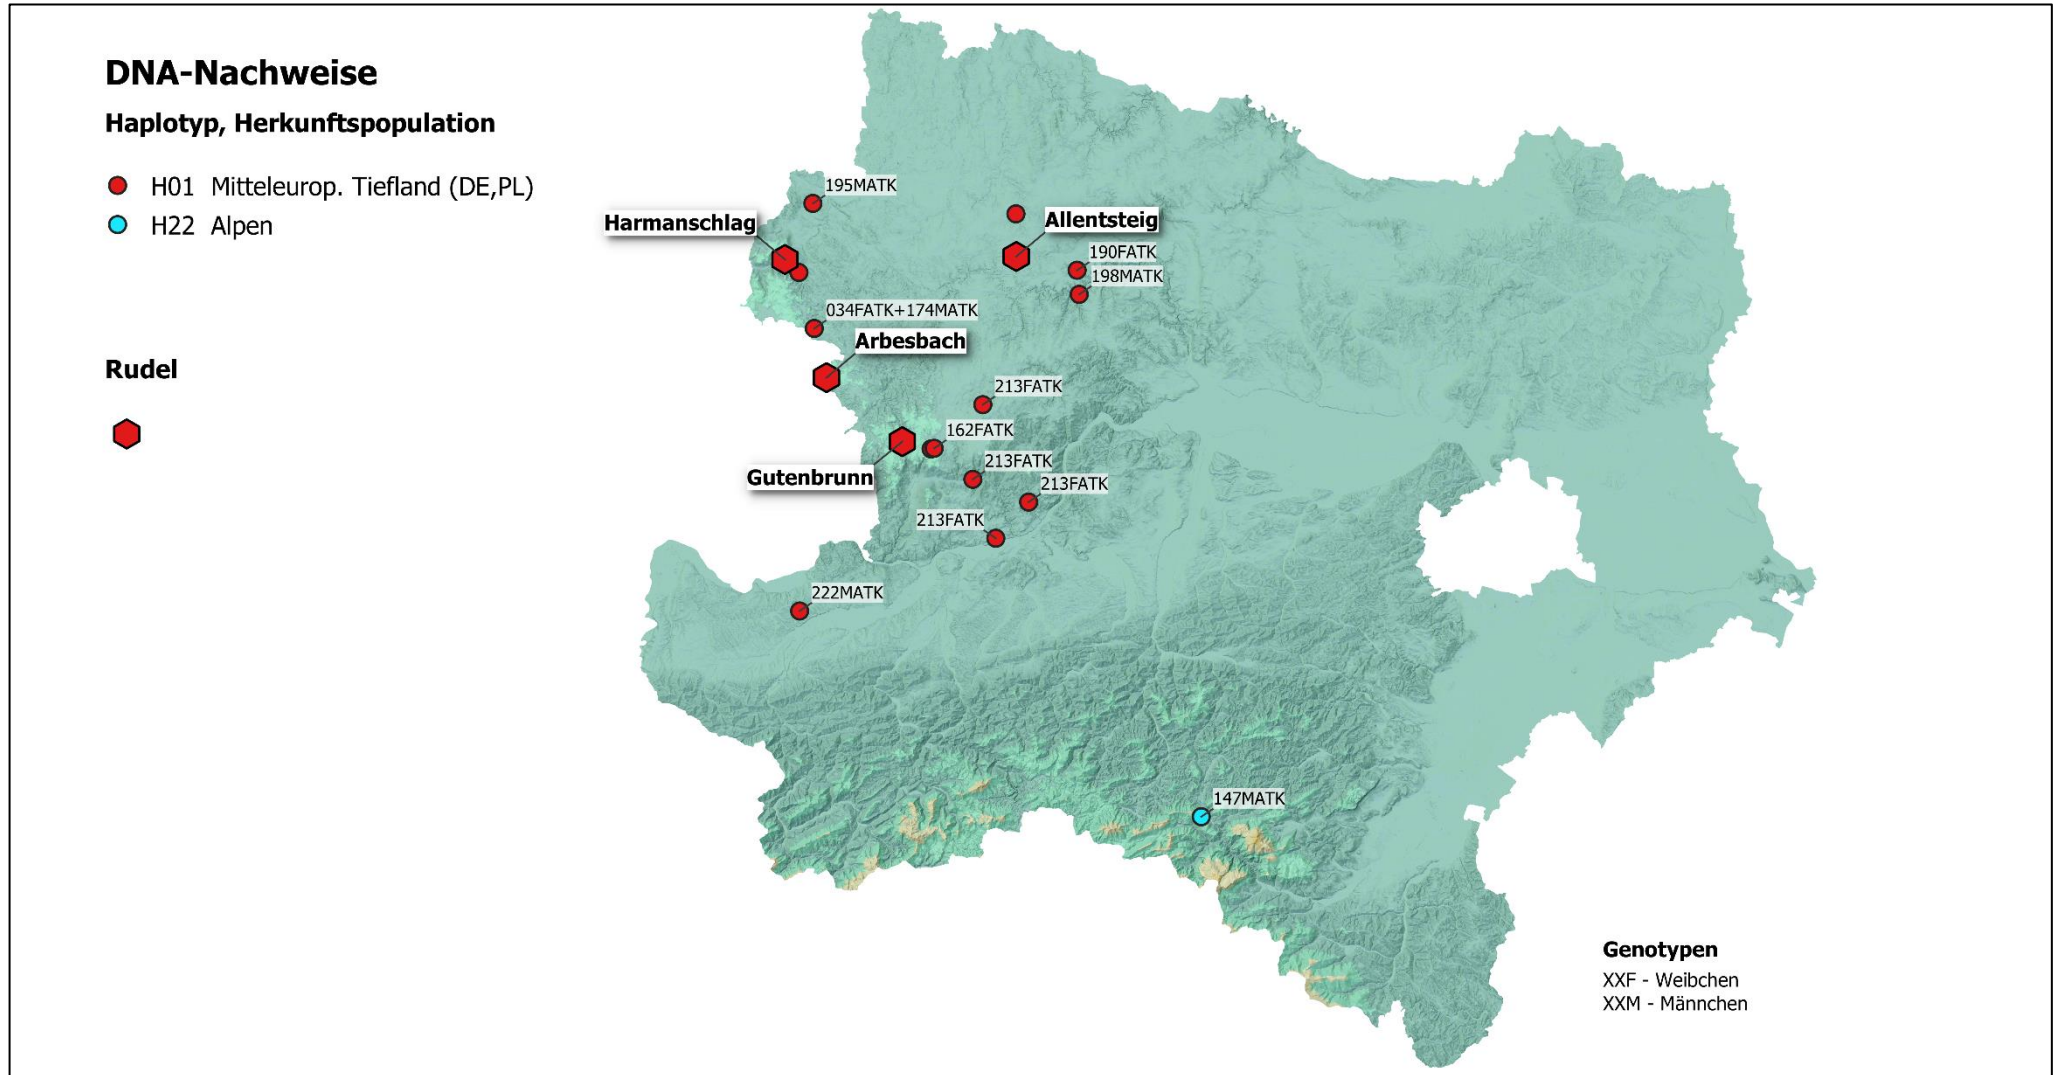 DNA-Nachweise
Haplotyp, Herkunftspopulation
H01 Mitteleurop. Tiefland (DE,PL)
H22 Alpen
Rudel
195MATK
Harmanschlag
Allentsteig
190FATK
198MATK
034FATK+174MATK
Arbesbach
213FATK
162FATK
213FATK
Gutenbrunn
213FATK
213FATK
222MATK
147MATK
Genotypen
XXF - Weibchen
XXM - Männchen